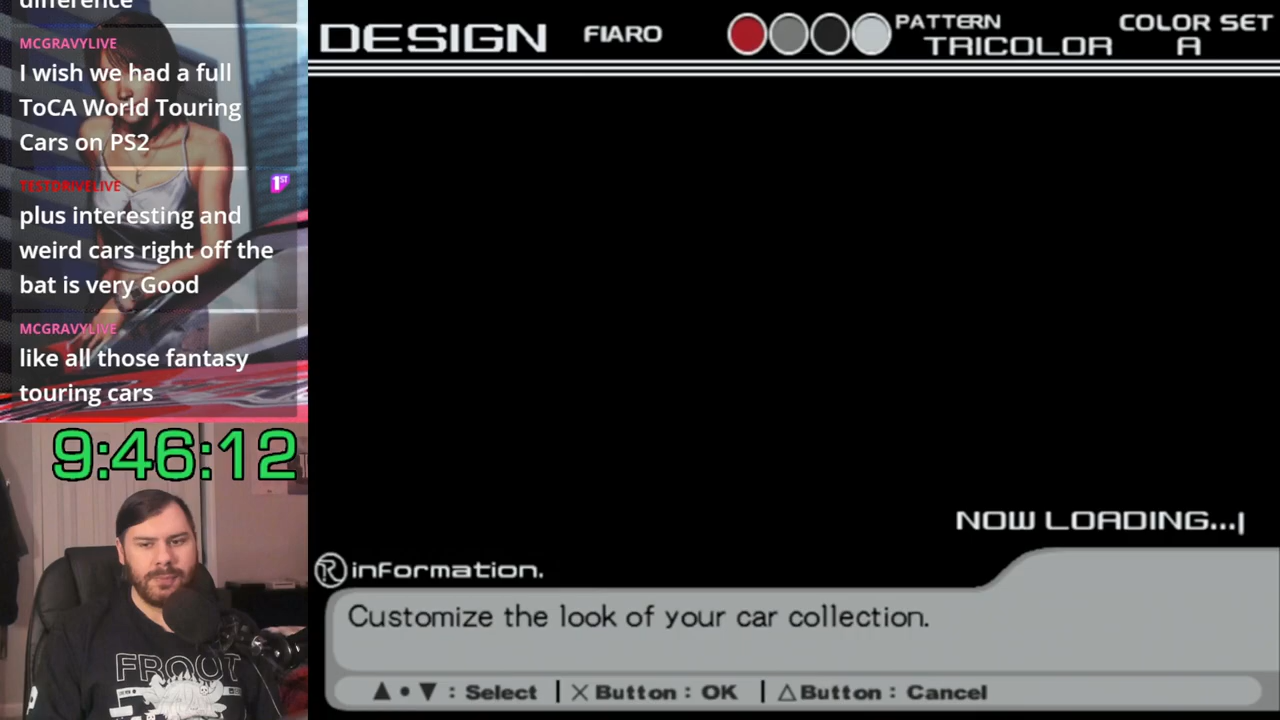 difference
MCGRAVYLIVE
I wish we had a full
ToCA World Touring
Cars on PS2
TESTDRIVELIVE
1ST
plus interesting and
weird cars right off the
bat is very Good
MCGRAVYLIVE
like all those fantasy
touring cars
9:46:12
FROOT
DESIGN
FIARO
PATTERN
TRICOLOR
COLOR SET
A
NOW LOADING...
R information.
Customize the look of your car collection.
▲•▼ : Select | ✕ Button : OK | △Button : Cancel